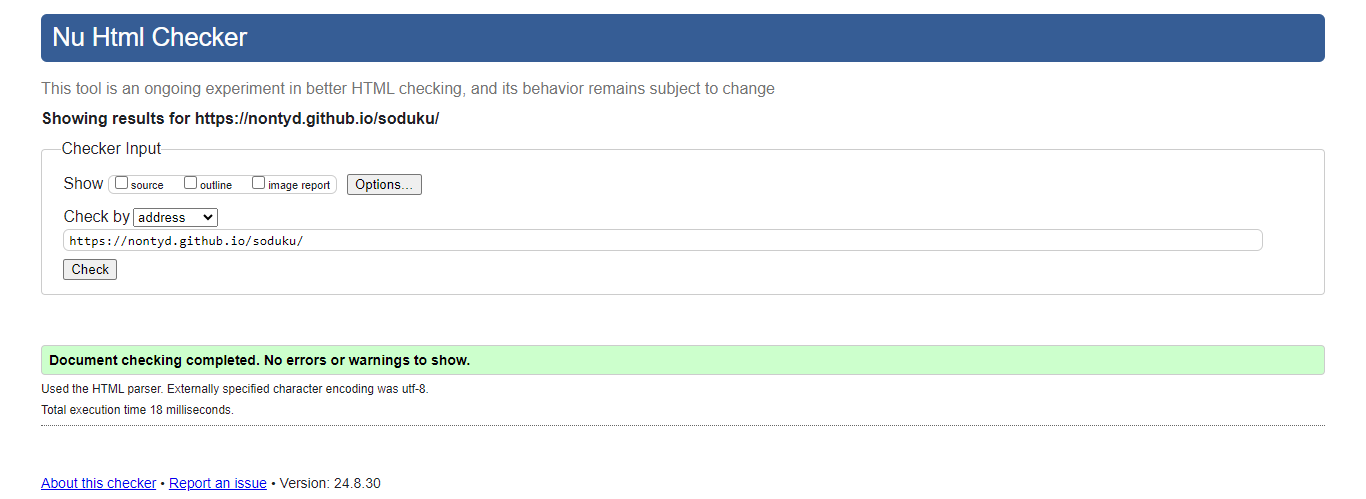 Nu Html Checker
This tool is an ongoing experiment in better HTML checking, and its behavior remains subject to change
Showing results for https://nontyd.github.io/soduku/
Checker Input
Show source outline image report Options...
Check by address
https://nontyd.github.io/soduku/
Check
Document checking completed. No errors or warnings to show.
Used the HTML parser. Externally specified character encoding was utf-8.
Total execution time 18 milliseconds.
About this checker • Report an issue • Version: 24.8.30